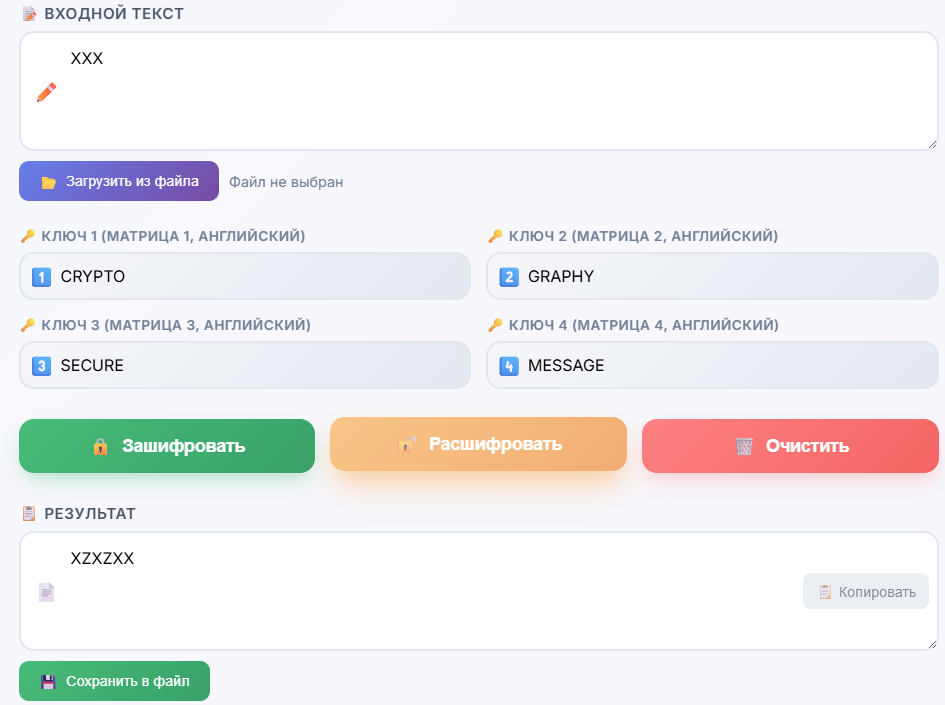 ВХОДНОЙ ТЕКСТ
XXX
Загрузить из файла Файл не выбран
КЛЮЧ 1 (МАТРИЦА 1, АНГЛИЙСКИЙ) КЛЮЧ 2 (МАТРИЦА 2, АНГЛИЙСКИЙ)
1 CRYPTO 2 GRAPHY
КЛЮЧ 3 (МАТРИЦА 3, АНГЛИЙСКИЙ) КЛЮЧ 4 (МАТРИЦА 4, АНГЛИЙСКИЙ)
3 SECURE 4 MESSAGE
Зашифровать Расшифровать Очистить
РЕЗУЛЬТАТ
XZXZXX
Копировать
Сохранить в файл